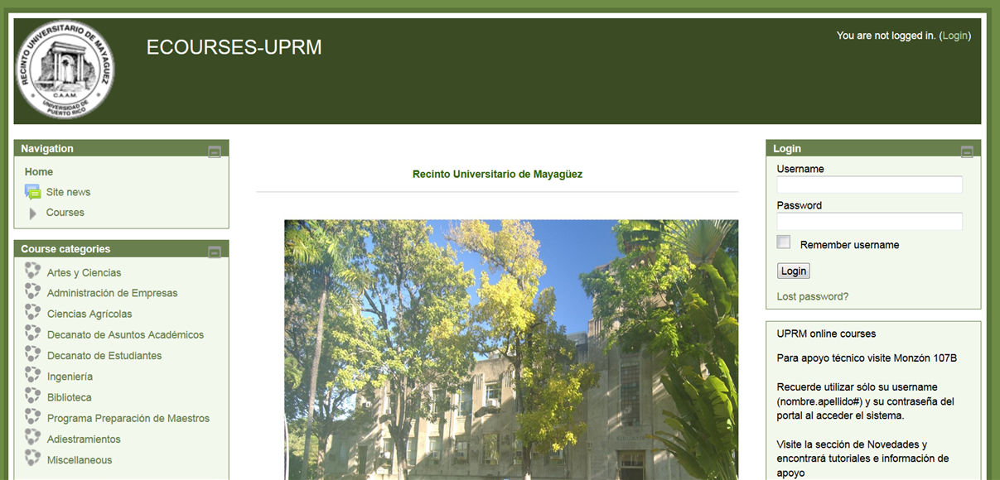 RECINTO UNIVERSITARIO DE MAYAGUEZ
C.A.A.M.
UNIVERSIDAD DE
PUERTO RICO
ECOURSES-UPRM
You are not logged in. (Login)
Navigation
Home
Site news
Courses
Course categories
Artes y Ciencias
Administración de Empresas
Ciencias Agrícolas
Decanato de Asuntos Académicos
Decanato de Estudiantes
Ingeniería
Biblioteca
Programa Preparación de Maestros
Adiestramientos
Miscellaneous
Recinto Universitario de Mayagüez
Login
Username
Password
Remember username
Login
Lost password?
UPRM online courses
Para apoyo técnico visite Monzón 107B
Recuerde utilizar sólo su username
(nombre.apellido#) y su contraseña del
portal al acceder el sistema.
Visite la sección de Novedades y
encontrará tutoriales e información de
apoyo